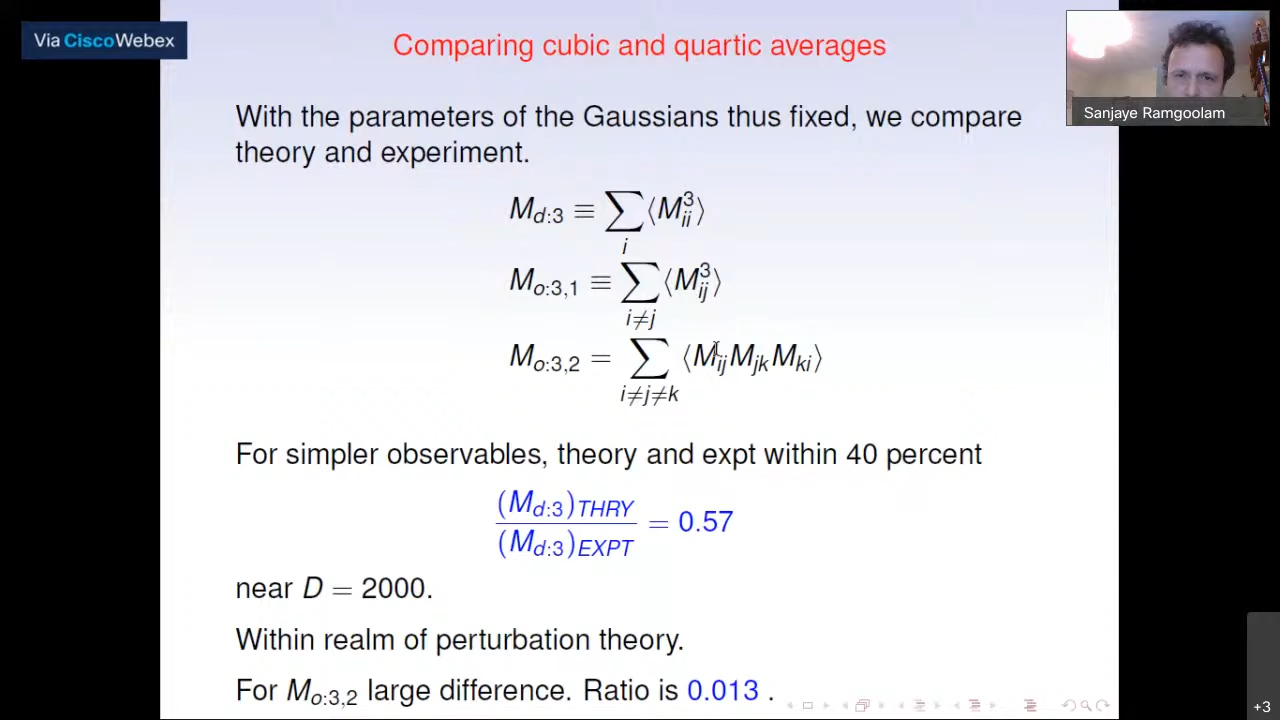 Via Cisco Webex
Comparing cubic and quartic averages
Sanjaye Ramgoolam
With the parameters of the Gaussians thus fixed, we compare
theory and experiment.
M_{d:3} ≡ ∑_{i} ⟨M_{ii}^{3}⟩
M_{o:3,1} ≡ ∑_{i≠j} ⟨M_{ij}^{3}⟩
M_{o:3,2} = ∑_{i≠j≠k} ⟨M_{ij}M_{jk}M_{ki}⟩
For simpler observables, theory and expt within 40 percent
(M_{d:3})_{THRY} / (M_{d:3})_{EXPT} = 0.57
near D = 2000.
Within realm of perturbation theory.
For M_{o:3,2} large difference. Ratio is 0.013 .
+3